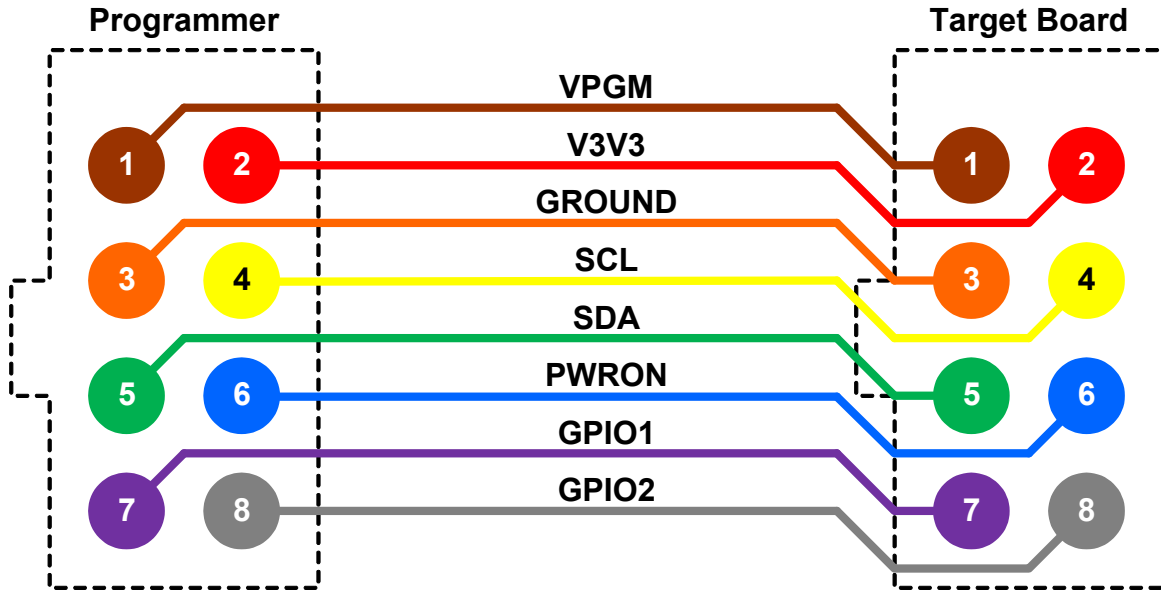 Programmer
Target Board
VPGM
1 2 V3V3 1 2
GROUND
3 4 SCL 3 4
SDA
5 6 PWRON 5 6
GPIO1
7 8 GPIO2 7 8